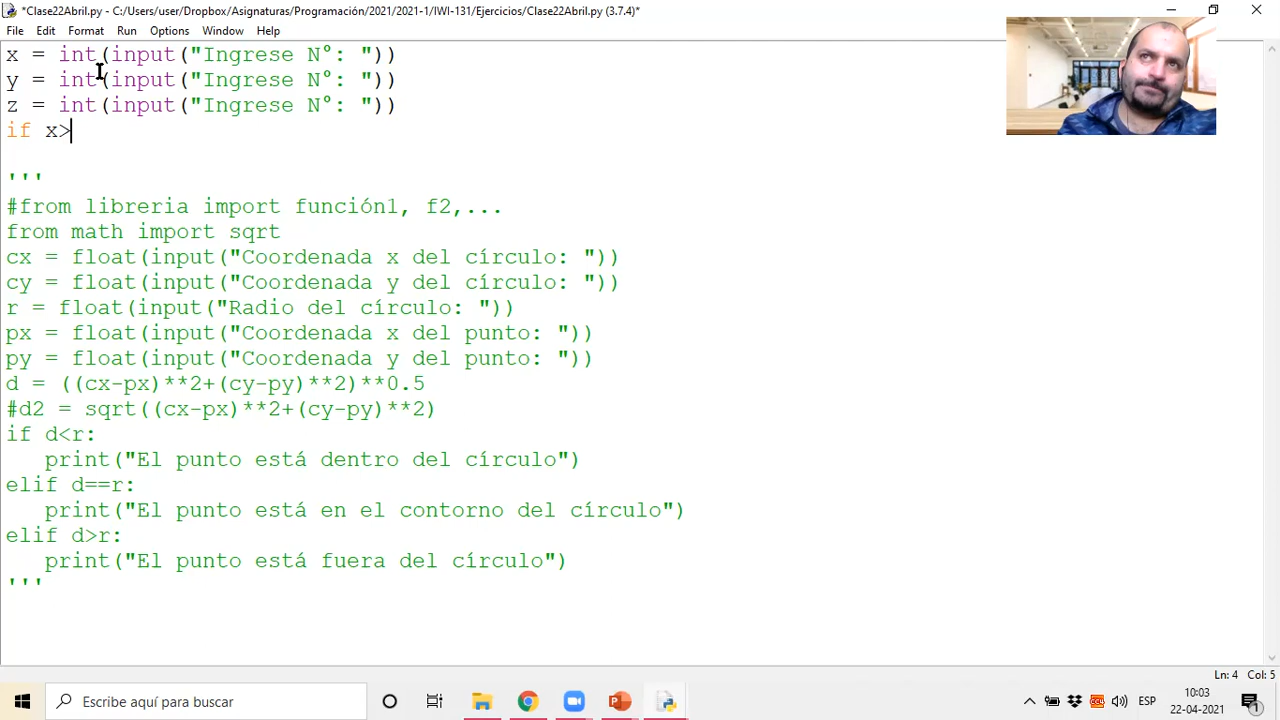 *Clase22Abril.py - C:/Users/user/Dropbox/Asignaturas/Programación/2021/2021-1/IWI-131/Ejercicios/Clase22Abril.py (3.7.4)*
File Edit Format Run Options Window Help
x = int(input("Ingrese N°: "))
y = int(input("Ingrese N°: "))
z = int(input("Ingrese N°: "))
if x>
'''
#from libreria import función1, f2,...
from math import sqrt
cx = float(input("Coordenada x del círculo: "))
cy = float(input("Coordenada y del círculo: "))
r = float(input("Radio del círculo: "))
px = float(input("Coordenada x del punto: "))
py = float(input("Coordenada y del punto: "))
d = ((cx-px)**2+(cy-py)**2)**0.5
#d2 = sqrt((cx-px)**2+(cy-py)**2)
if d<r:
   print("El punto está dentro del círculo")
elif d==r:
   print("El punto está en el contorno del círculo")
elif d>r:
   print("El punto está fuera del círculo")
'''
Ln: 4 Col: 5
Escribe aquí para buscar
ESP
10:03
22-04-2021